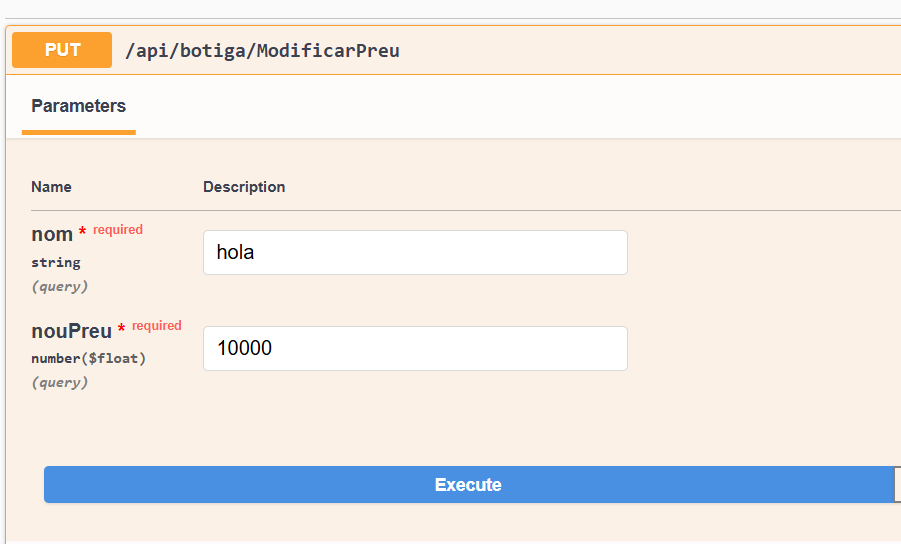 PUT /api/botiga/ModificarPreu
Parameters
Name Description
nom * required
string
(query)
hola
nouPreu * required
number($float)
(query)
10000
Execute